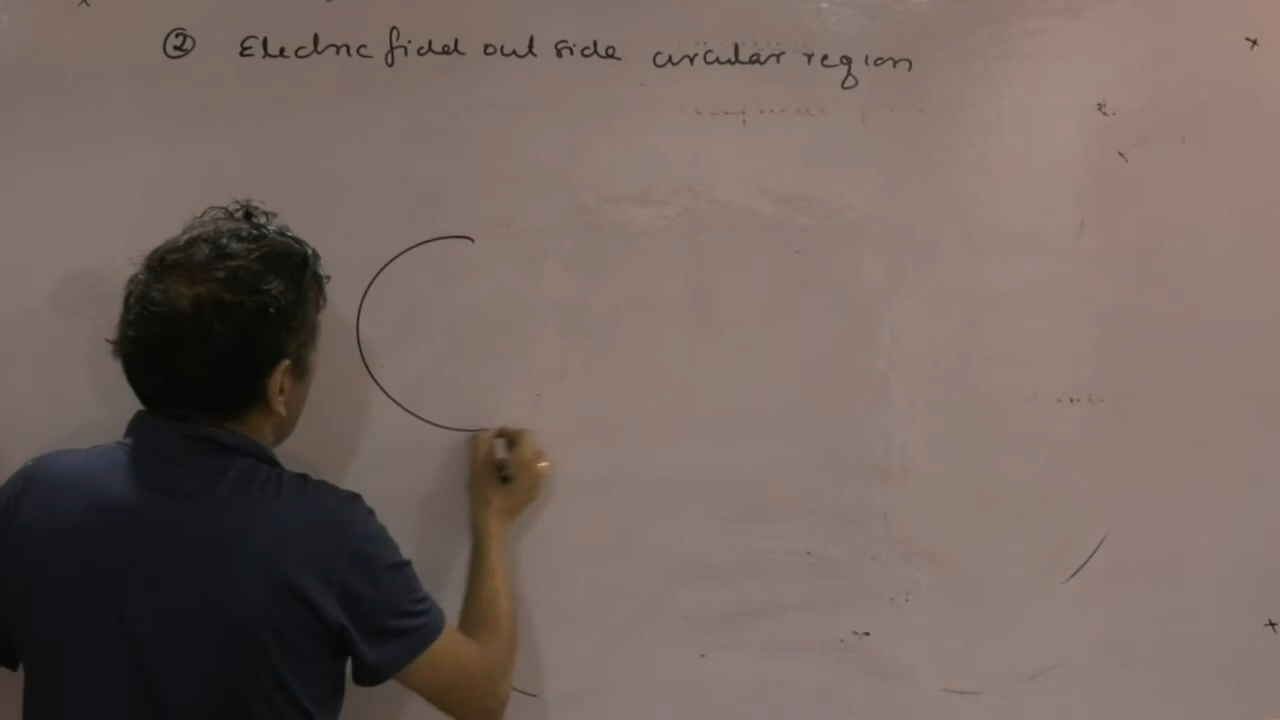 ② Electric field out side circular region